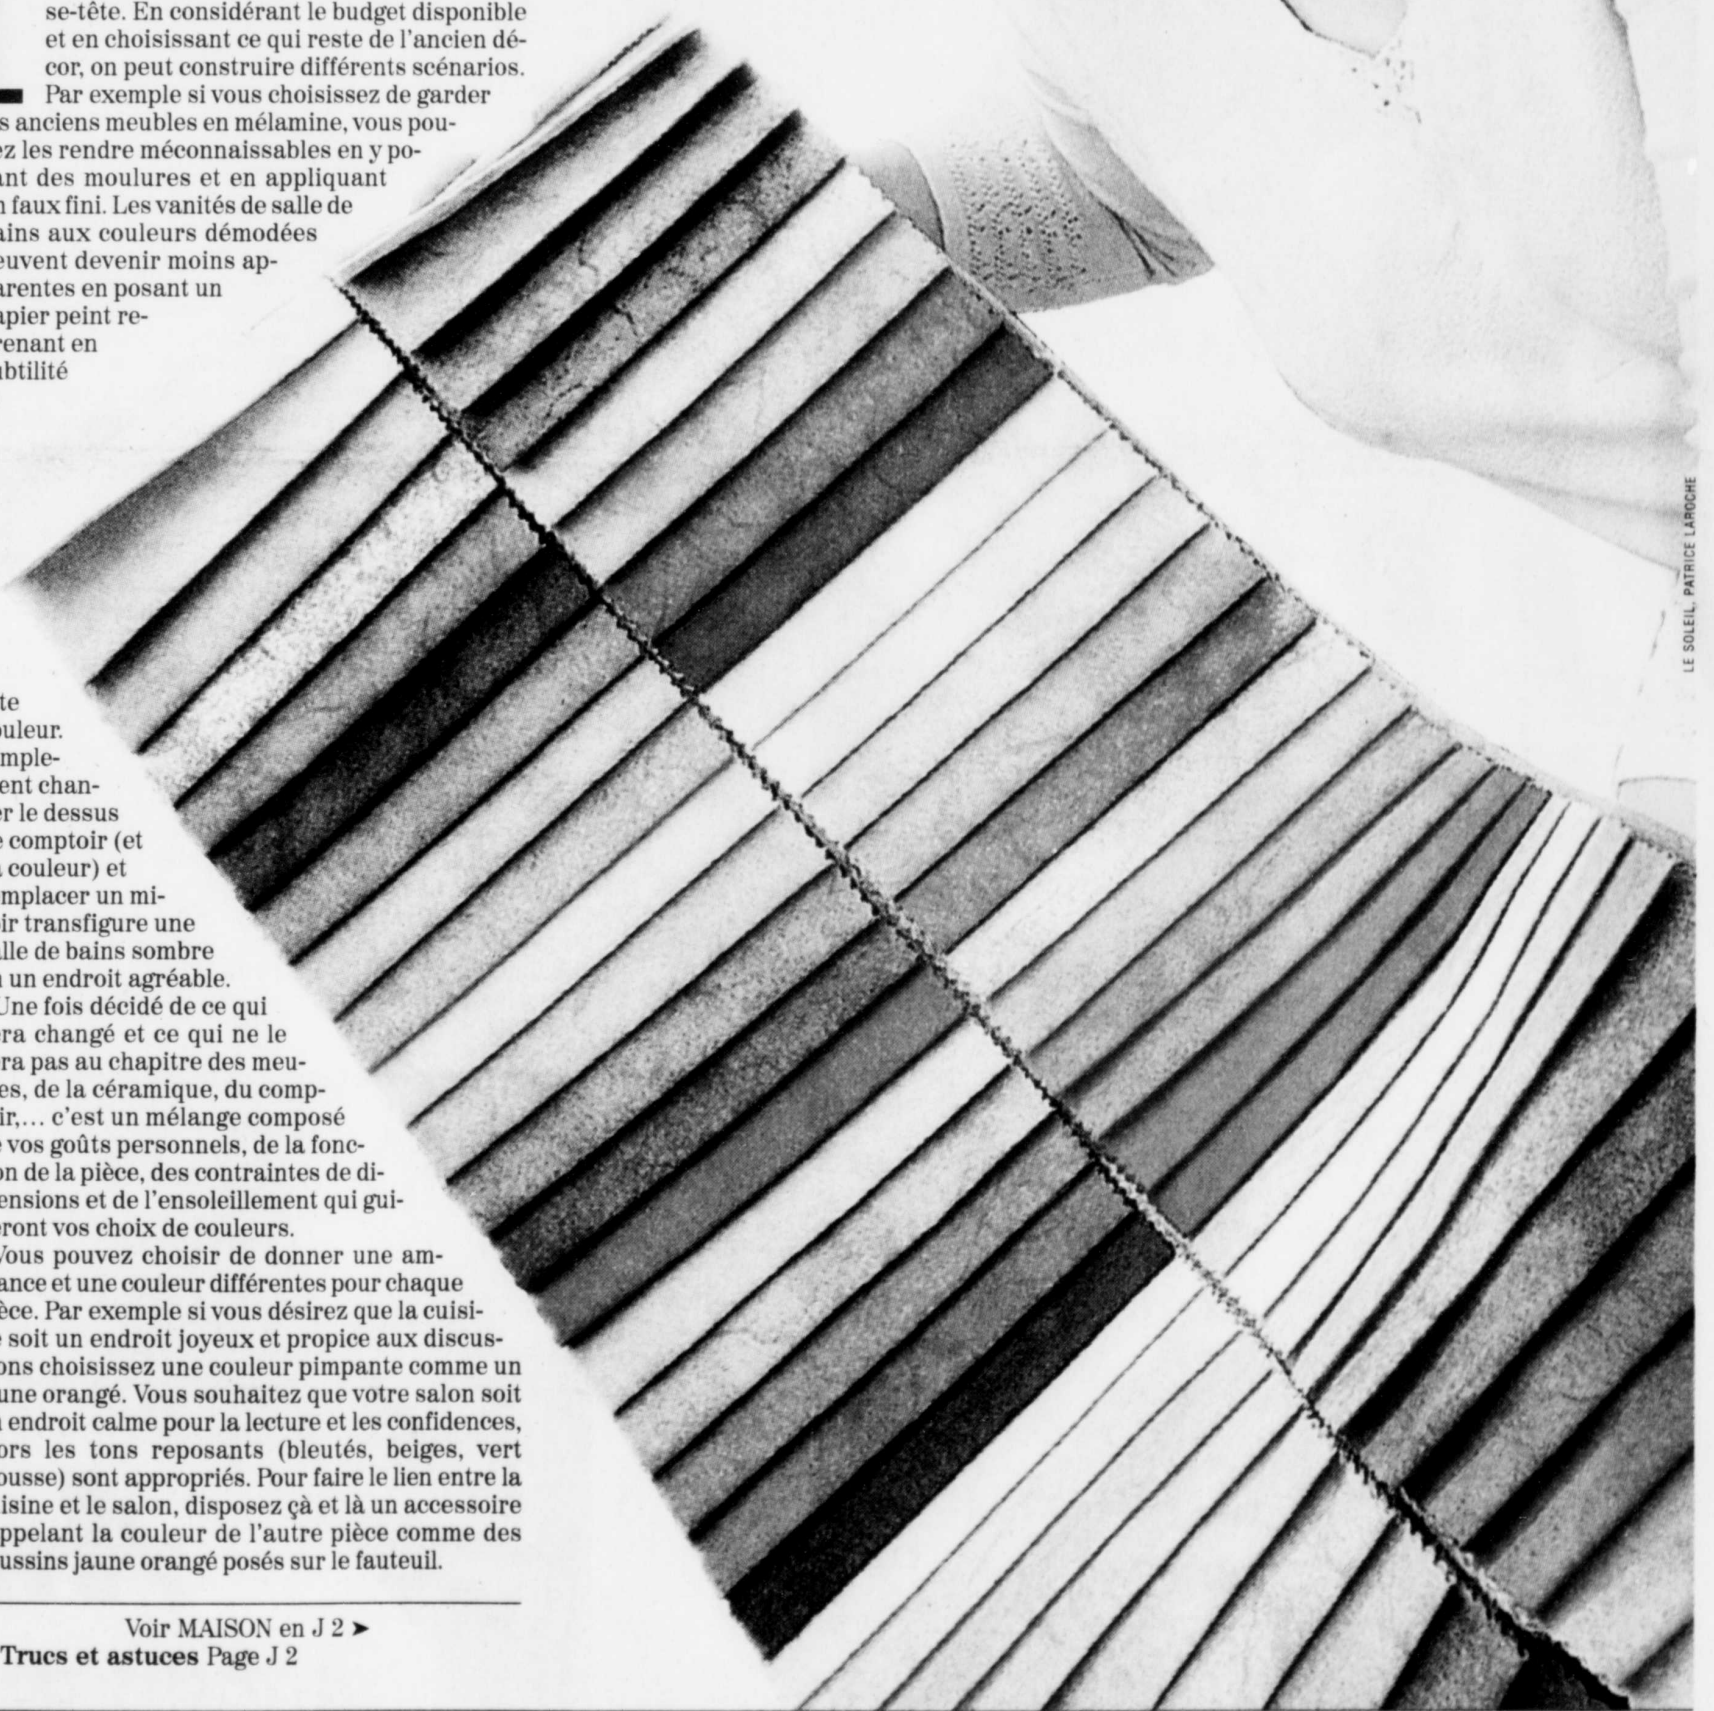 se-tête. En considérant le budget disponible
et en choisissant ce qui reste de l'ancien dé-
cor, on peut construire différents scénarios.
Par exemple si vous choisissez de garder
s anciens meubles en mélamine, vous pou-
ez les rendre méconnaissables en y po-
ant des moulures et en appliquant
n faux fini. Les vanités de salle de
ains aux couleurs démodées
euvent devenir moins ap-
arentes en posant un
apier peint re-
renant en
ubtilité
te
ouleur.
mple-
ent chan-
er le dessus
e comptoir (et
a couleur) et
mplacer un mi-
ir transfigure une
alle de bains sombre
n un endroit agréable.
Une fois décidé de ce qui
era changé et ce qui ne le
era pas au chapitre des meu-
es, de la céramique, du comp-
ir,... c'est un mélange composé
e vos goûts personnels, de la fonc-
on de la pièce, des contraintes de di-
ensions et de l'ensoleillement qui gui-
eront vos choix de couleurs.
Vous pouvez choisir de donner une am-
ance et une couleur différentes pour chaque
èce. Par exemple si vous désirez que la cuisi-
e soit un endroit joyeux et propice aux discus-
ons choisissez une couleur pimpante comme un
une orangé. Vous souhaitez que votre salon soit
n endroit calme pour la lecture et les confidences,
ors les tons reposants (bleutés, beiges, vert
ousse) sont appropriés. Pour faire le lien entre la
isine et le salon, disposez çà et là un accessoire
ppelant la couleur de l'autre pièce comme des
ussins jaune orangé posés sur le fauteuil.
Voir MAISON en J 2 ➤
Trucs et astuces Page J 2
LE SOLEIL, PATRICE LAROCHE